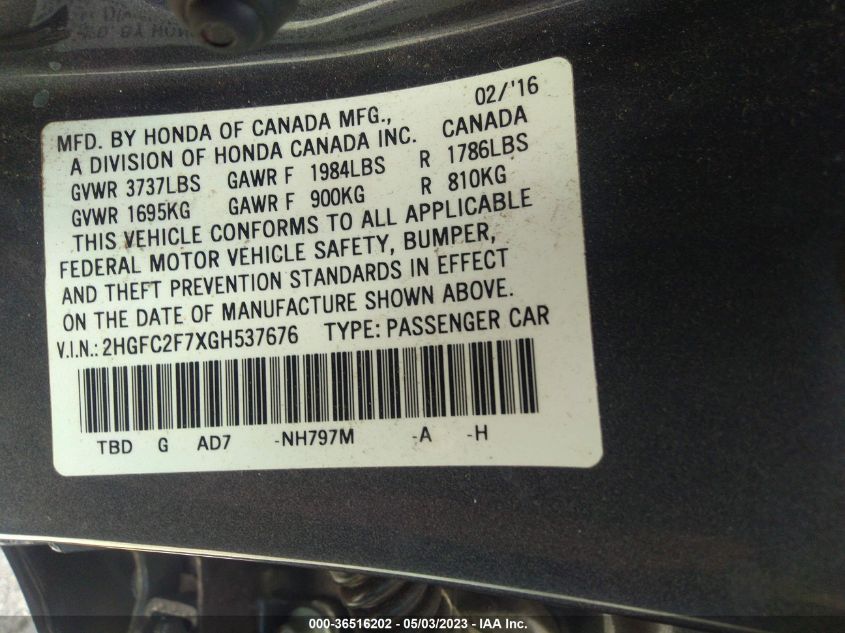 02/'16
MFD. BY HONDA OF CANADA MFG.,
A DIVISION OF HONDA CANADA INC. CANADA
GVWR 3737LBS GAWR F 1984LBS R 1786LBS
GVWR 1695KG GAWR F 900KG R 810KG
THIS VEHICLE CONFORMS TO ALL APPLICABLE
FEDERAL MOTOR VEHICLE SAFETY, BUMPER,
AND THEFT PREVENTION STANDARDS IN EFFECT
ON THE DATE OF MANUFACTURE SHOWN ABOVE.
V.I.N.: 2HGFC2F7XGH537676 TYPE: PASSENGER CAR
TBD G AD7 -NH797M -A -H
000-36516202 - 05/03/2023 - IAA Inc.